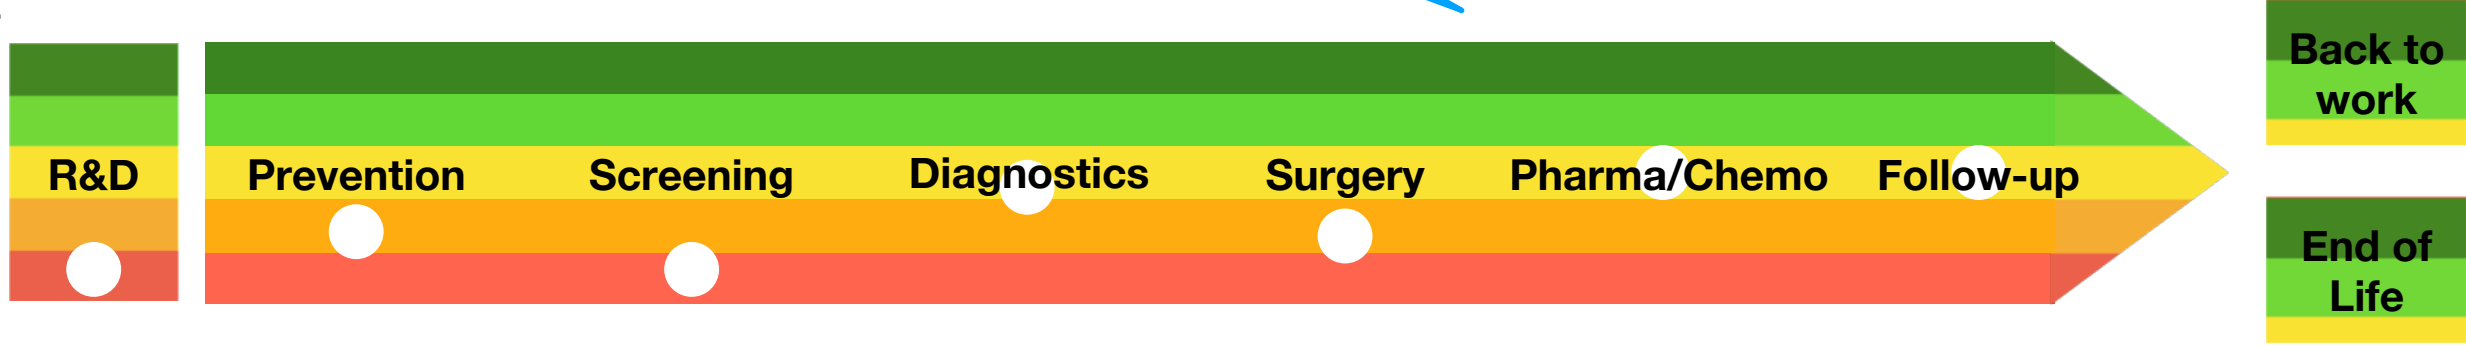 R&D
Prevention
Screening
Diagnostics
Surgery
Pharma/Chemo
Follow-up
Back to
work
End of
Life